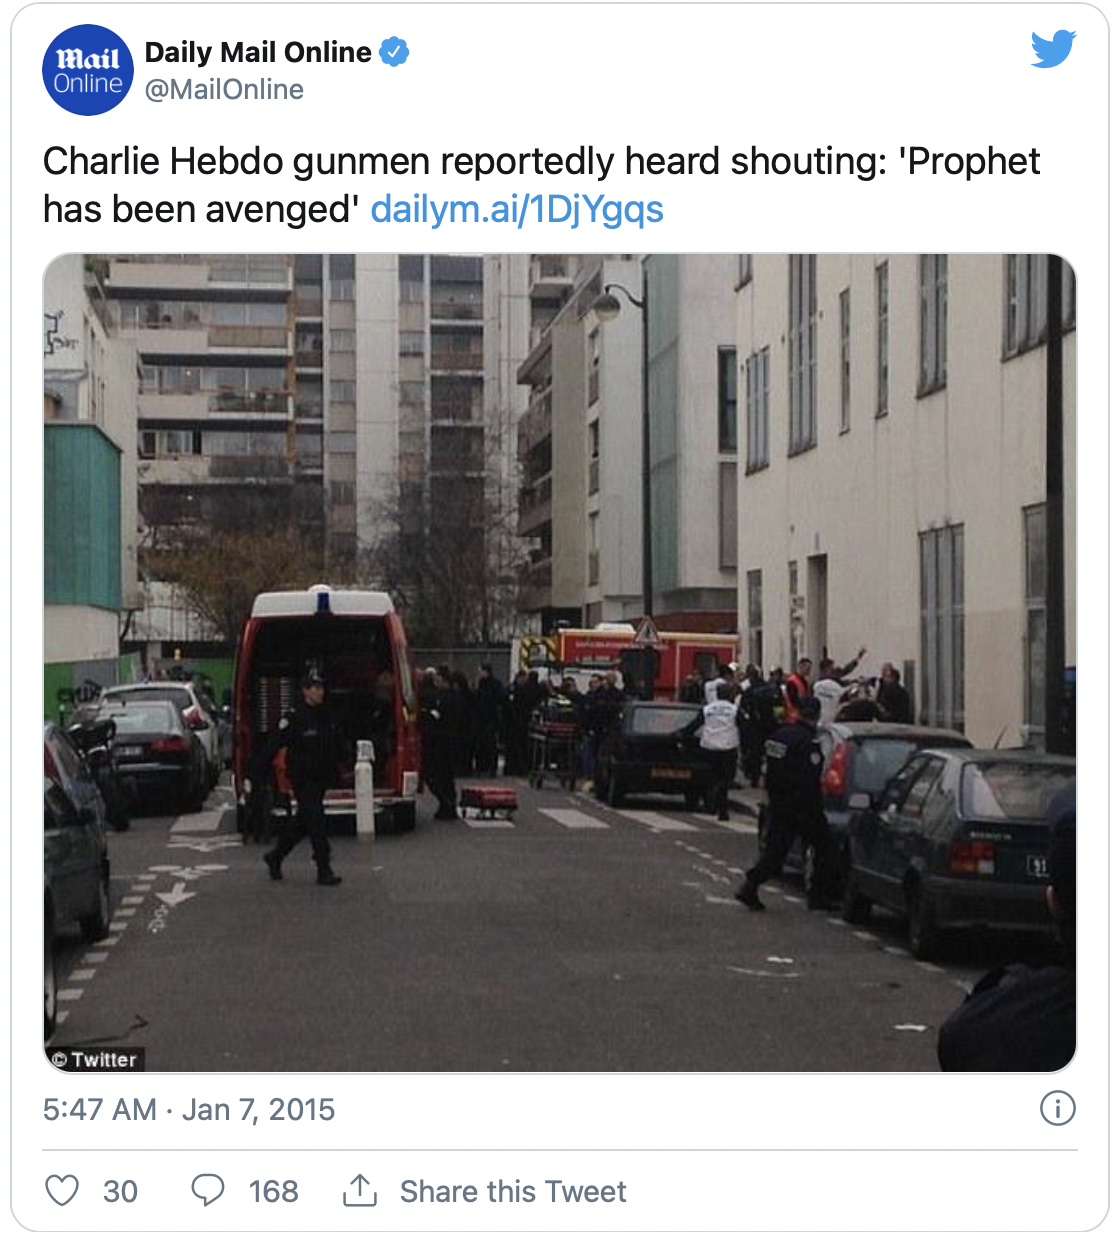 Mail
Online
Daily Mail Online
@MailOnline
Charlie Hebdo gunmen reportedly heard shouting: 'Prophet
has been avenged' dailym.ai/1DjYgqs
91
© Twitter
5:47 AM · Jan 7, 2015
30
168
Share this Tweet